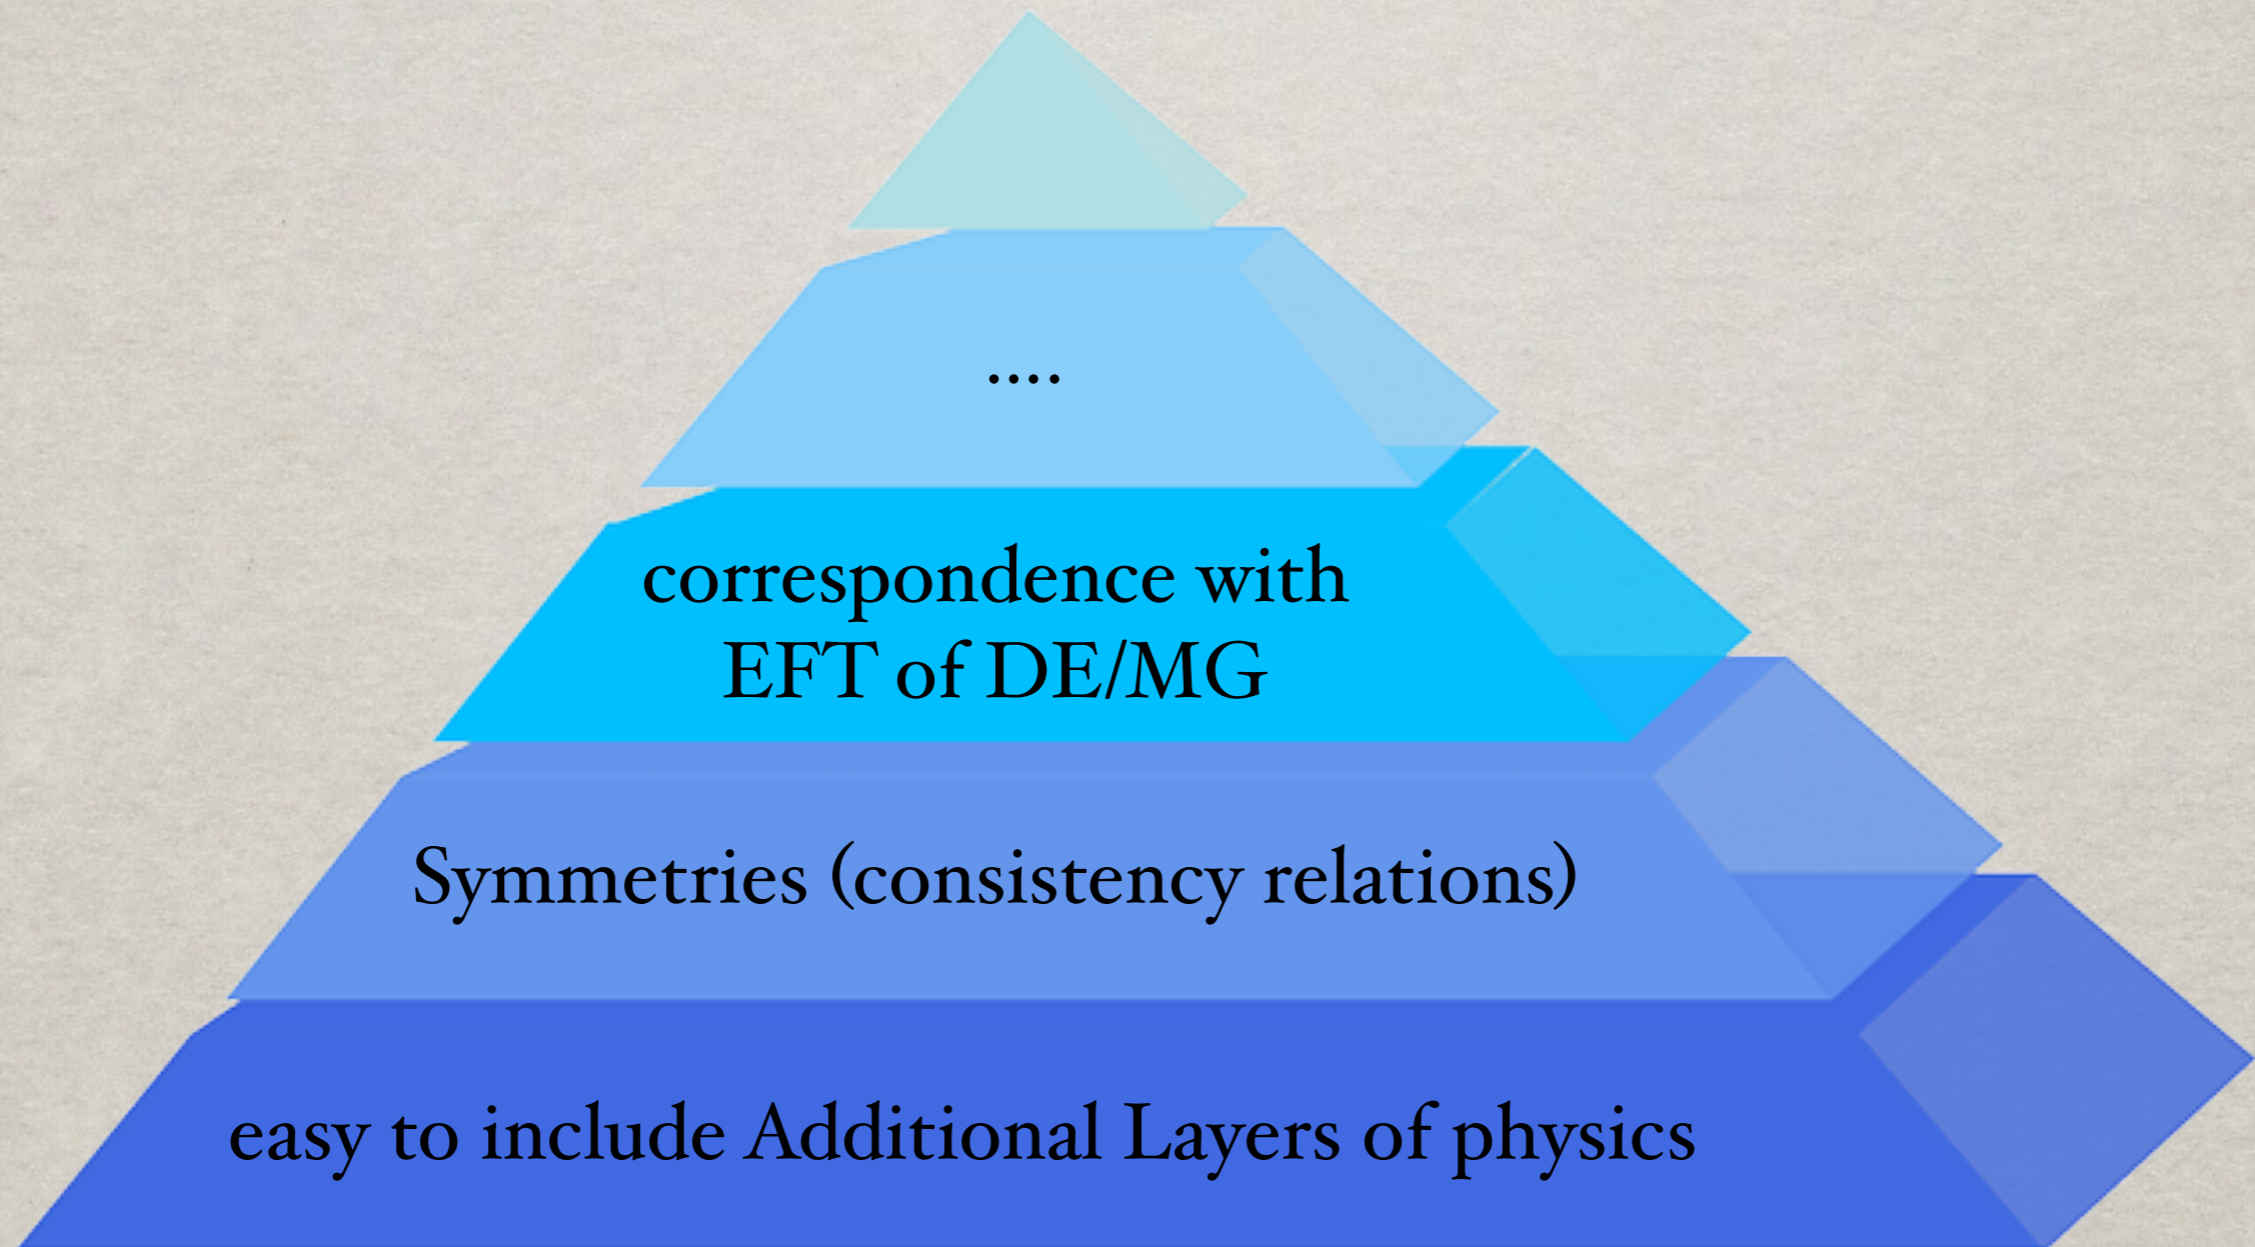 ....
correspondence with
EFT of DE/MG
Symmetries (consistency relations)
easy to include Additional Layers of physics